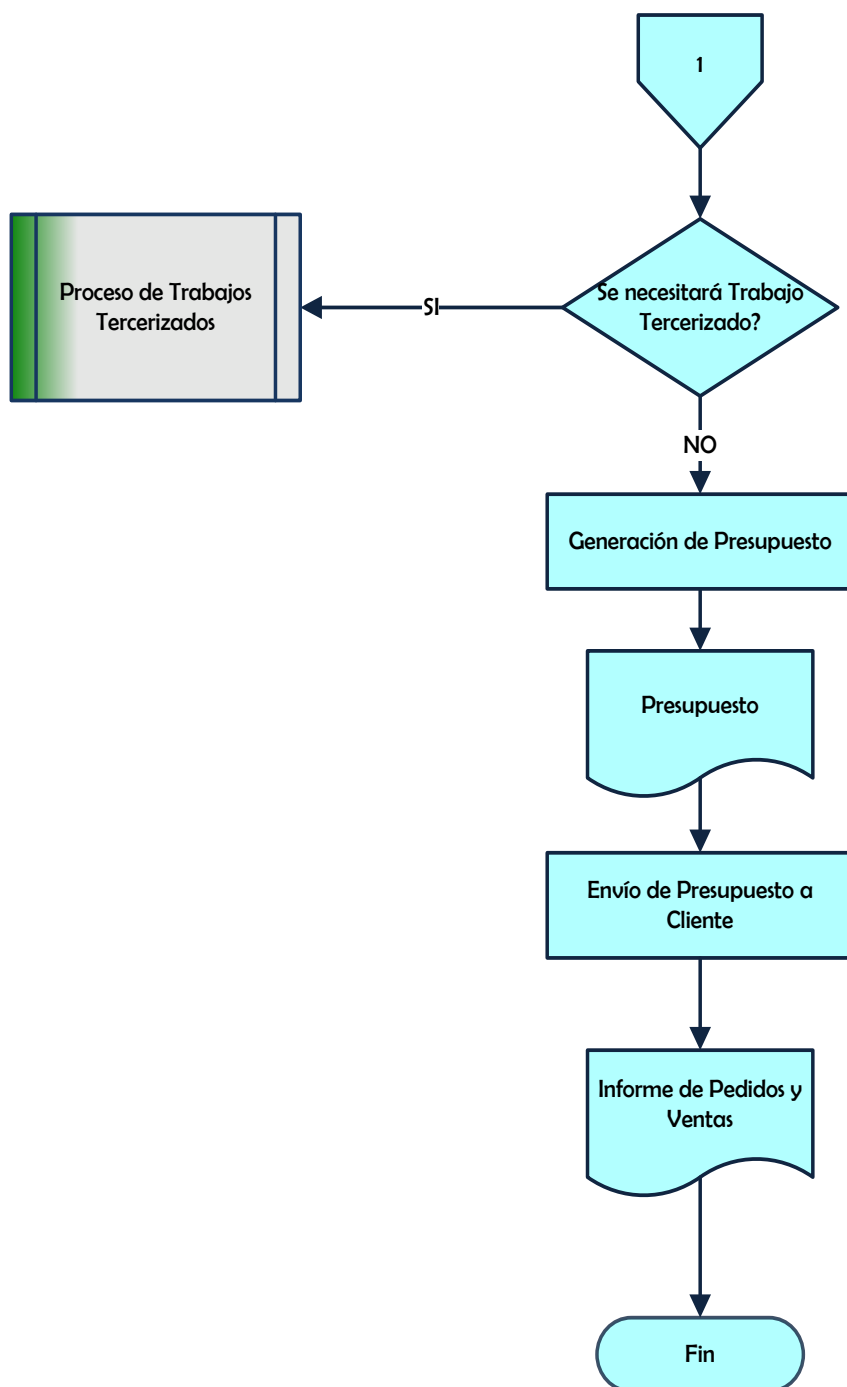 1
Se necesitará Trabajo
Tercerizado?
SI
Proceso de Trabajos
Tercerizados
NO
Generación de Presupuesto
Presupuesto
Envío de Presupuesto a
Cliente
Informe de Pedidos y
Ventas
Fin